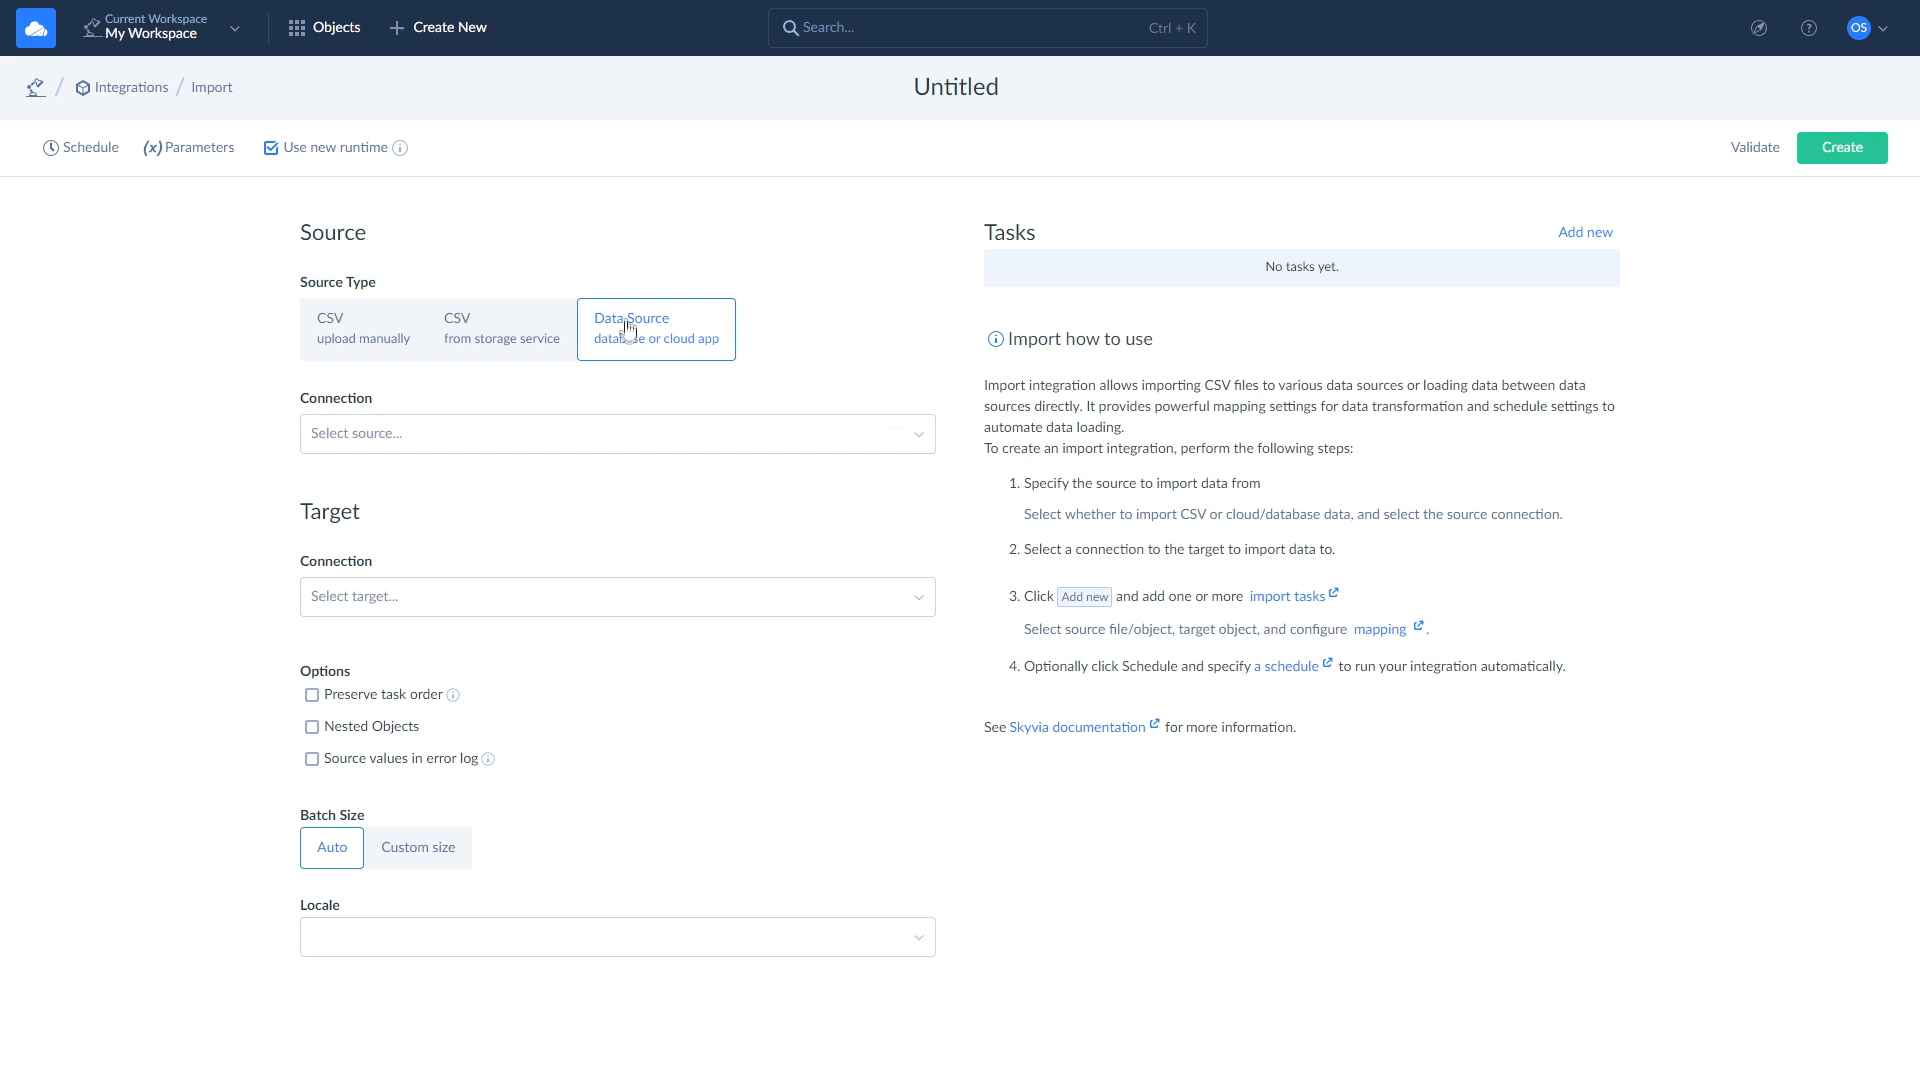 Current Workspace
My Workspace
Objects
Create New
Search...
Ctrl + K
OS
Integrations / Import
Untitled
Schedule
(x) Parameters
Use new runtime
Validate
Create
Source
Source Type
CSV
upload manually
CSV
from storage service
Data Source
database or cloud app
Connection
Select source...
Target
Connection
Select target...
Options
Preserve task order
Nested Objects
Source values in error log
Batch Size
Auto
Custom size
Locale
Tasks
Add new
No tasks yet.
Import how to use
Import integration allows importing CSV files to various data sources or loading data between data
sources directly. It provides powerful mapping settings for data transformation and schedule settings to
automate data loading.
To create an import integration, perform the following steps:
1. Specify the source to import data from
Select whether to import CSV or cloud/database data, and select the source connection.
2. Select a connection to the target to import data to.
3. Click Add new and add one or more import tasks
Select source file/object, target object, and configure mapping .
4. Optionally click Schedule and specify a schedule to run your integration automatically.
See Skyvia documentation for more information.